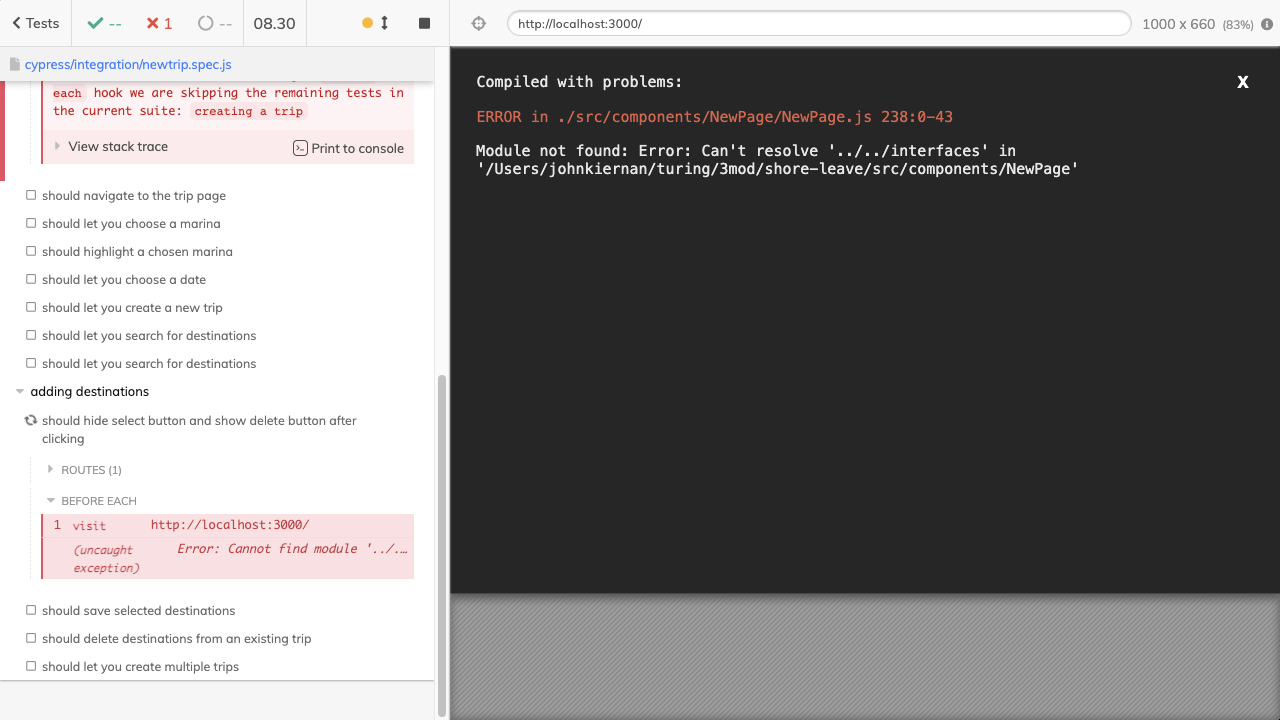 Tests
--
1
--
08.30
http://localhost:3000/
1000 x 660 (83%)
cypress/integration/newtrip.spec.js
each hook we are skipping the remaining tests in
the current suite: creating a trip
View stack trace
Print to console
should navigate to the trip page
should let you choose a marina
should highlight a chosen marina
should let you choose a date
should let you create a new trip
should let you search for destinations
should let you search for destinations
adding destinations
should hide select button and show delete button after
clicking
ROUTES (1)
BEFORE EACH
1 visit http://localhost:3000/
(uncaught Error: Cannot find module '../.…
exception)
should save selected destinations
should delete destinations from an existing trip
should let you create multiple trips
Compiled with problems:
X
ERROR in ./src/components/NewPage/NewPage.js 238:0-43
Module not found: Error: Can't resolve '../../interfaces' in
'/Users/johnkiernan/turing/3mod/shore-leave/src/components/NewPage'